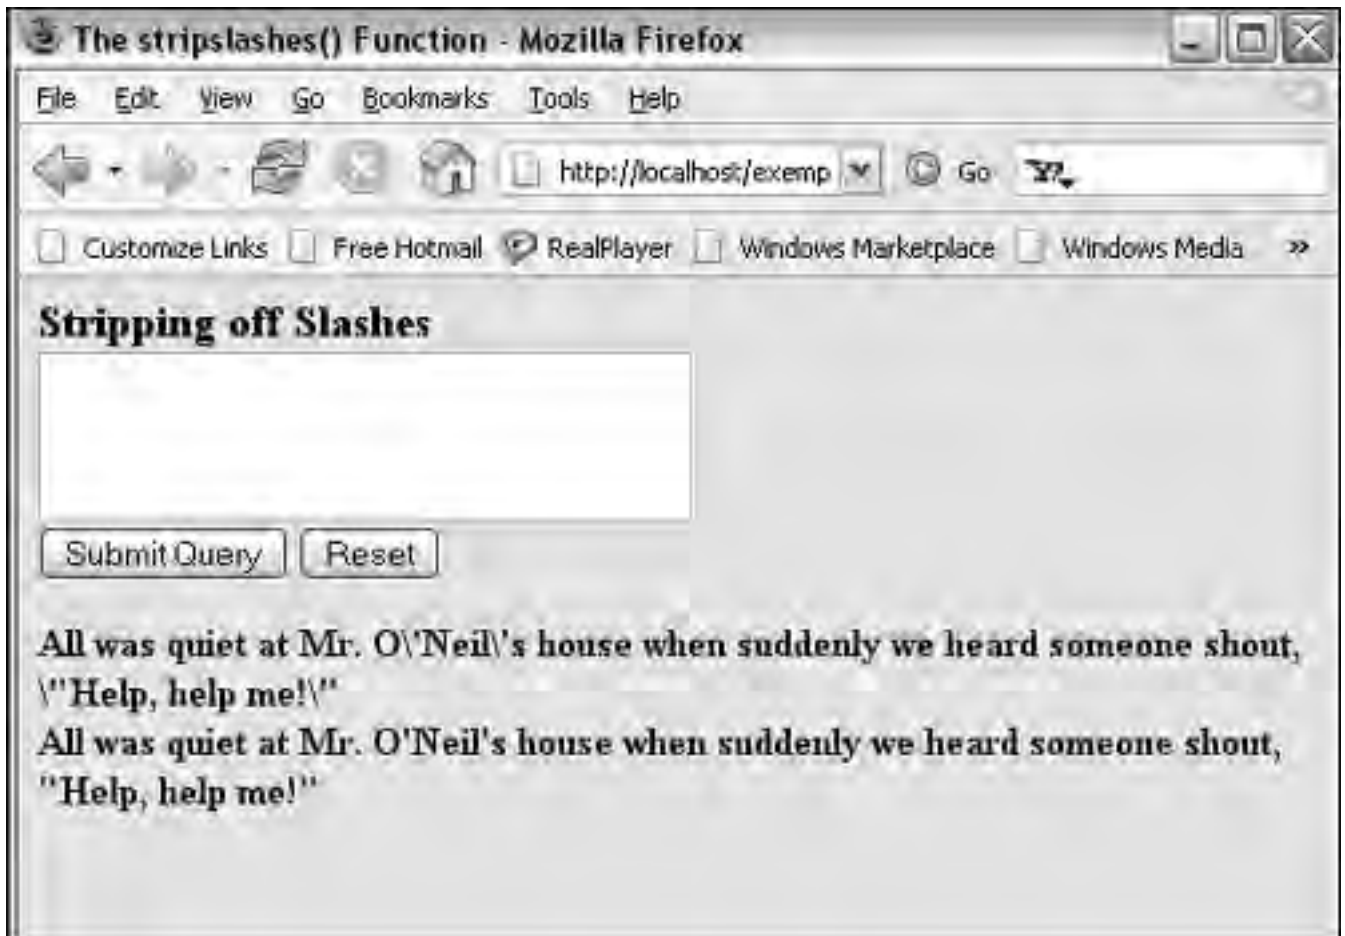 The stripslashes() Function - Mozilla Firefox
File Edit View Go Bookmarks Tools Help
http://localhost/exemp Go
Customize Links Free Hotmail RealPlayer Windows Marketplace Windows Media »
Stripping off Slashes
Submit Query Reset
All was quiet at Mr. O\'Neil\'s house when suddenly we heard someone shout,
\"Help, help me!\"
All was quiet at Mr. O'Neil's house when suddenly we heard someone shout,
"Help, help me!"